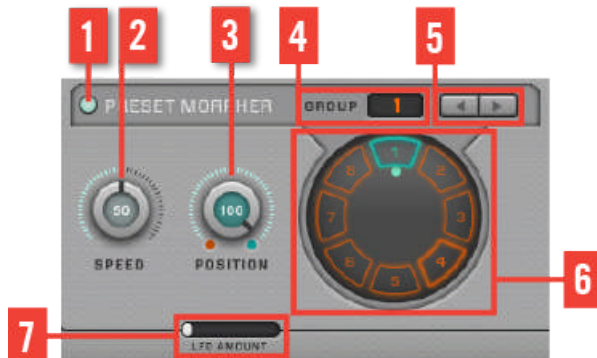 1 2 3 4 5
PRESET MORPHER GROUP 1
1
8 2
50 100 7 3
SPEED POSITION 6 4
5
6
7
LFO AMOUNT